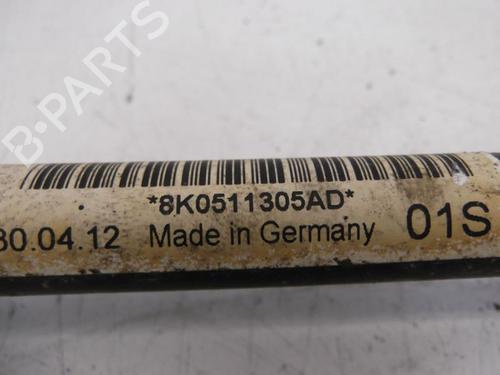 B-PARTS
*8K0511305AD*
30.04.12 Made in Germany 01S